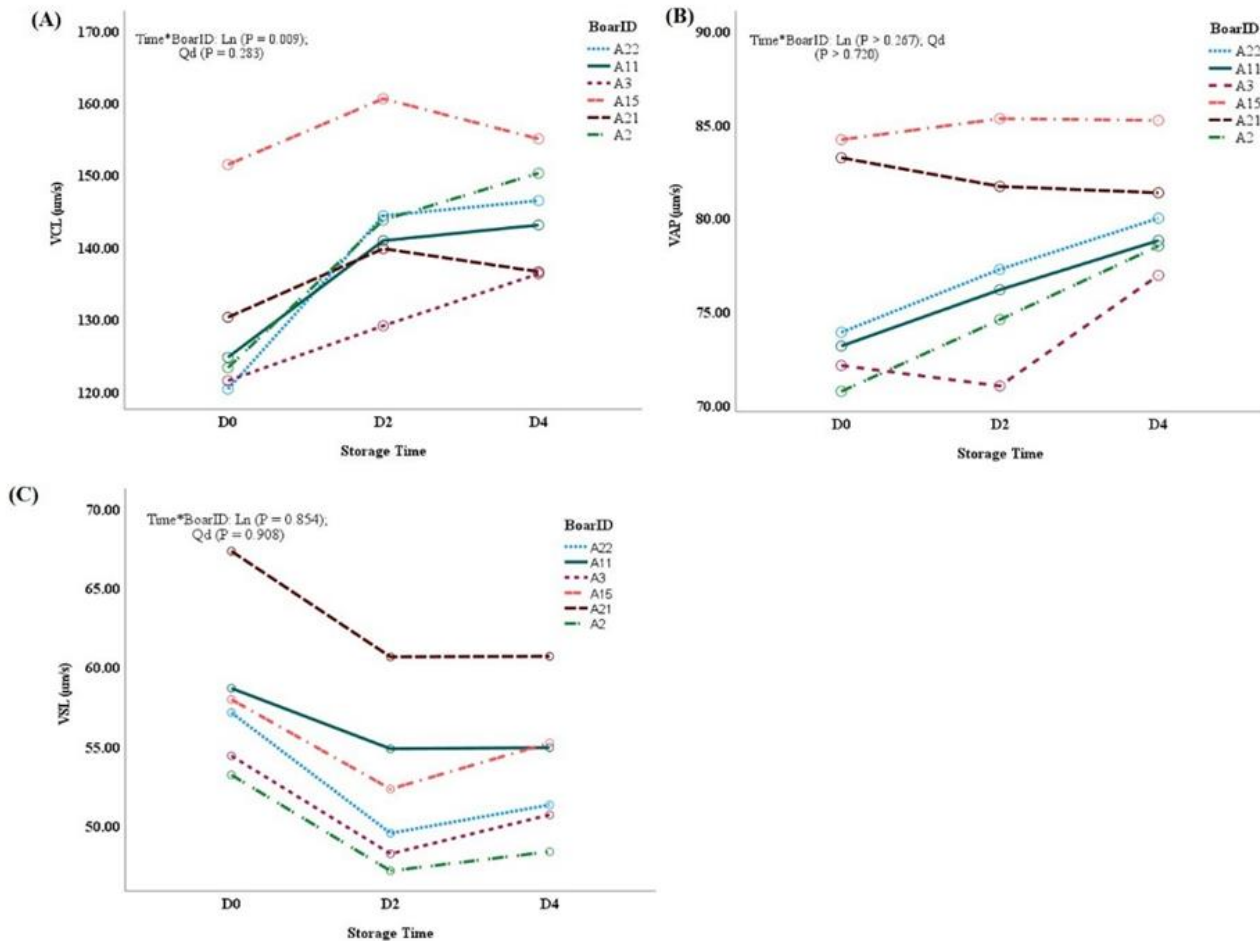 (A)
170.00
160.00
150.00
140.00
130.00
120.00
VCL (μm/s)
Time*BoarID: Ln (P = 0.009);
Qd (P = 0.283)
BoarID
A22
A11
A3
A15
A21
A2
D0
D2
D4
Storage Time
(B)
90.00
85.00
80.00
75.00
70.00
VAP (μm/s)
Time*BoarID: Ln (P > 0.267); Qd
(P > 0.720)
BoarID
A22
A11
A3
A15
A21
A2
D0
D2
D4
Storage Time
(C)
70.00
65.00
60.00
55.00
50.00
VSL (μm/s)
Time*BoarID: Ln (P = 0.854);
Qd (P = 0.908)
BoarID
A22
A11
A3
A15
A21
A2
D0
D2
D4
Storage Time